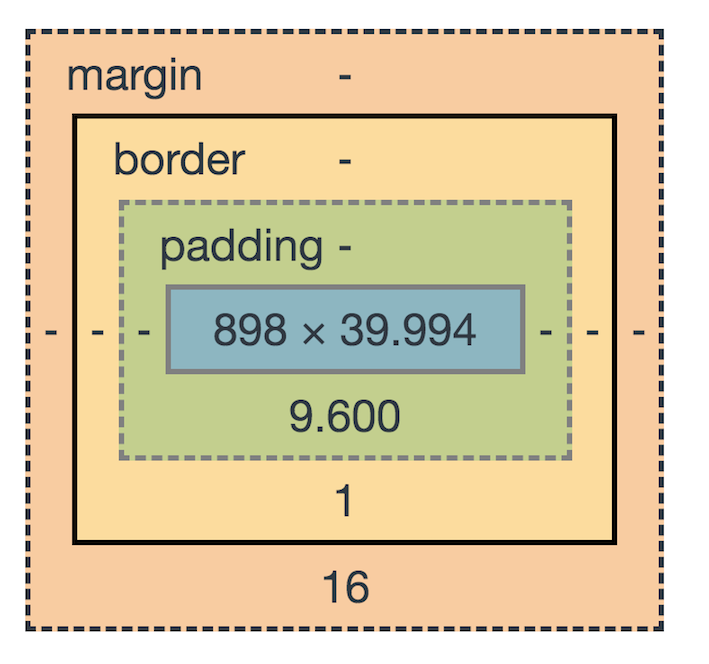 margin -
border -
padding -
- - - 898 × 39.994 - - -
9.600
1
16